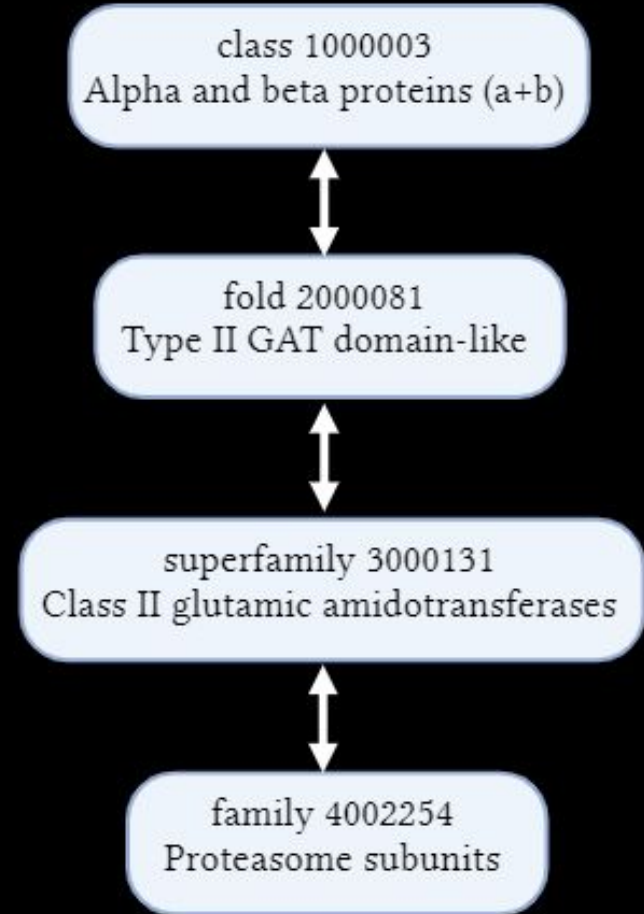 class 1000003
Alpha and beta proteins (a+b)
fold 2000081
Type II GAT domain-like
superfamily 3000131
Class II glutamic amidotransferases
family 4002254
Proteasome subunits